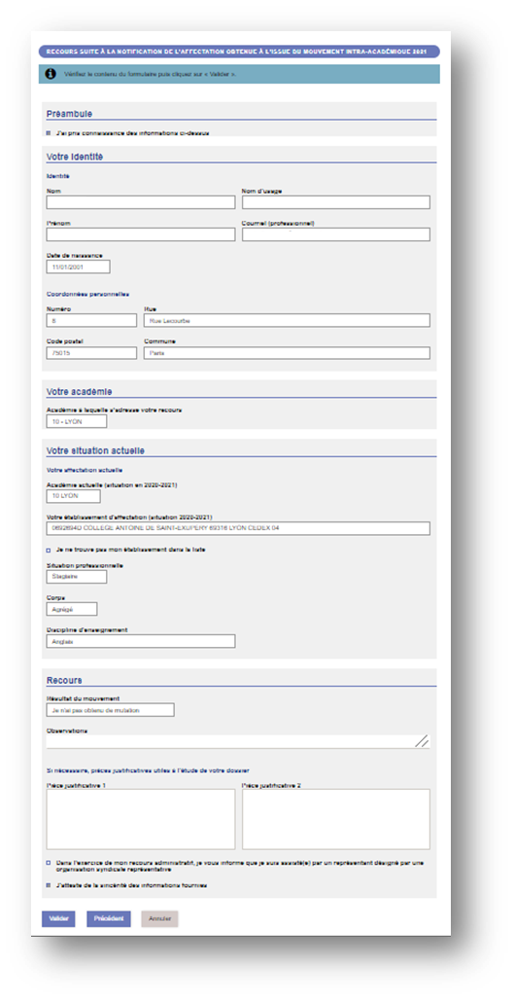 RECOURS SUITE À LA NOTIFICATION DE L'AFFECTATION OBTENUE À L'ISSUE DU MOUVEMENT INTRA-ACADÉMIQUE 2021
Vérifiez le contenu du formulaire puis cliquez sur « Valider ».
Préambule
J'ai pris connaissance des informations ci-dessus
Votre identité
Identité
Nom Nom d'usage
Prénom Courriel (professionnel)
Date de naissance
11/01/2001
Coordonnées personnelles
Numéro Rue
6 Rue Lecourbe
Code postal Commune
75015 Paris
Votre académie
Académie à laquelle s'adresse votre recours
10 - LYON
Votre situation actuelle
Votre affectation actuelle
Académie actuelle (situation en 2020-2021)
10 LYON
Votre établissement d'affectation (situation 2020-2021)
0692694D COLLEGE ANTOINE DE SAINT-EXUPERY 69316 LYON CEDEX 04
Je ne trouve pas mon établissement dans la liste
Situation professionnelle
Stagiaire
Corps
Agrégé
Discipline d'enseignement
Anglais
Recours
Résultat du mouvement
Je n'ai pas obtenu de mutation
Observations
Si nécessaire, pièces justificatives utiles à l'étude de votre dossier
Pièce justificative 1 Pièce justificative 2
Dans l'exercice de mon recours administratif, je vous informe que je suis assisté(e) par un représentant désigné par une
organisation syndicale représentative
J'atteste de la sincérité des informations fournies
Valider Précédent Annuler